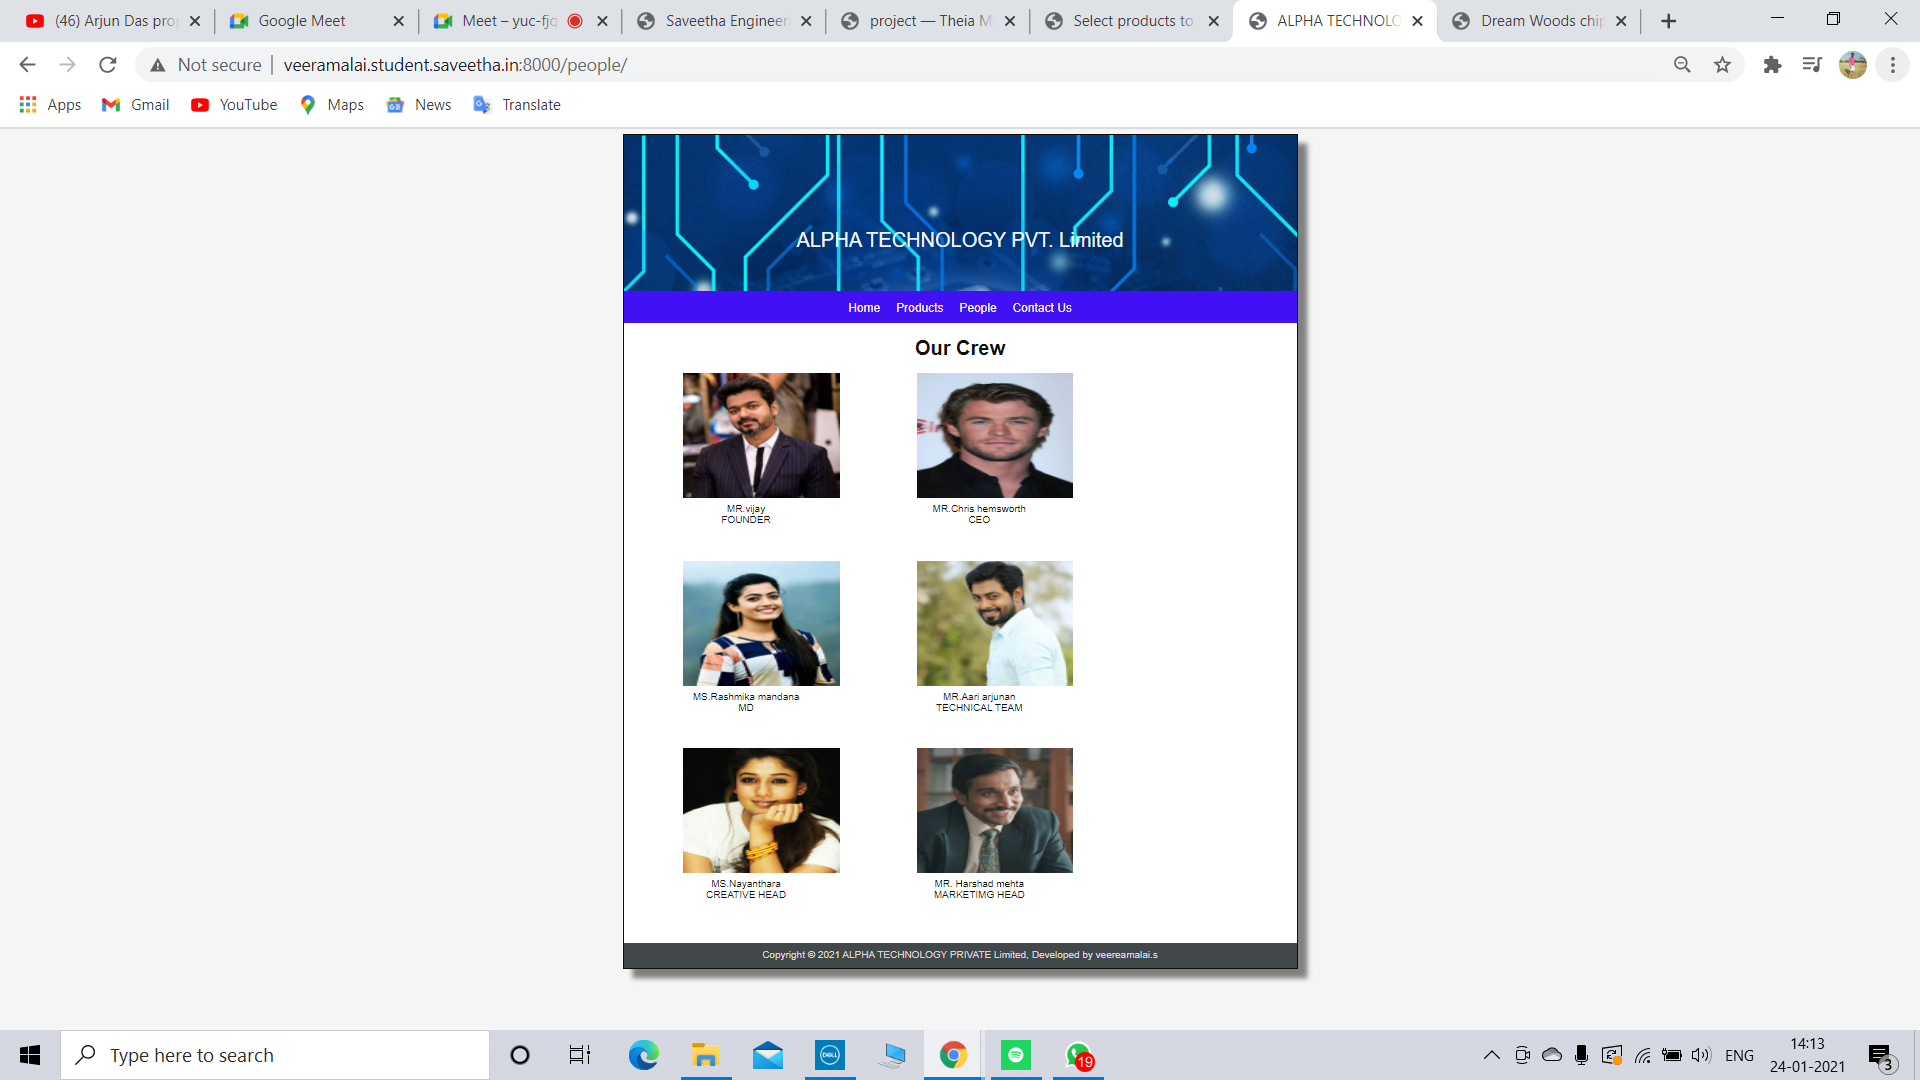 (46) Arjun Das pro
Google Meet
Meet – yuc-fjq
Saveetha Engineer
project — Theia M
Select products to
ALPHA TECHNOLO
Dream Woods chip
Not secure
veeramalai.student.saveetha.in:8000/people/
Apps
Gmail
YouTube
Maps
News
Translate
ALPHA TECHNOLOGY PVT. Limited
Home Products People Contact Us
Our Crew
MR.vijay
FOUNDER
MR.Chris hemsworth
CEO
MS.Rashmika mandana
MD
MR.Aari arjunan
TECHNICAL TEAM
MS.Nayanthara
CREATIVE HEAD
MR. Harshad mehta
MARKETIMG HEAD
Copyright © 2021 ALPHA TECHNOLOGY PRIVATE Limited, Developed by veereamalai.s
Type here to search
DELL
19
ENG
14:13
24-01-2021
3